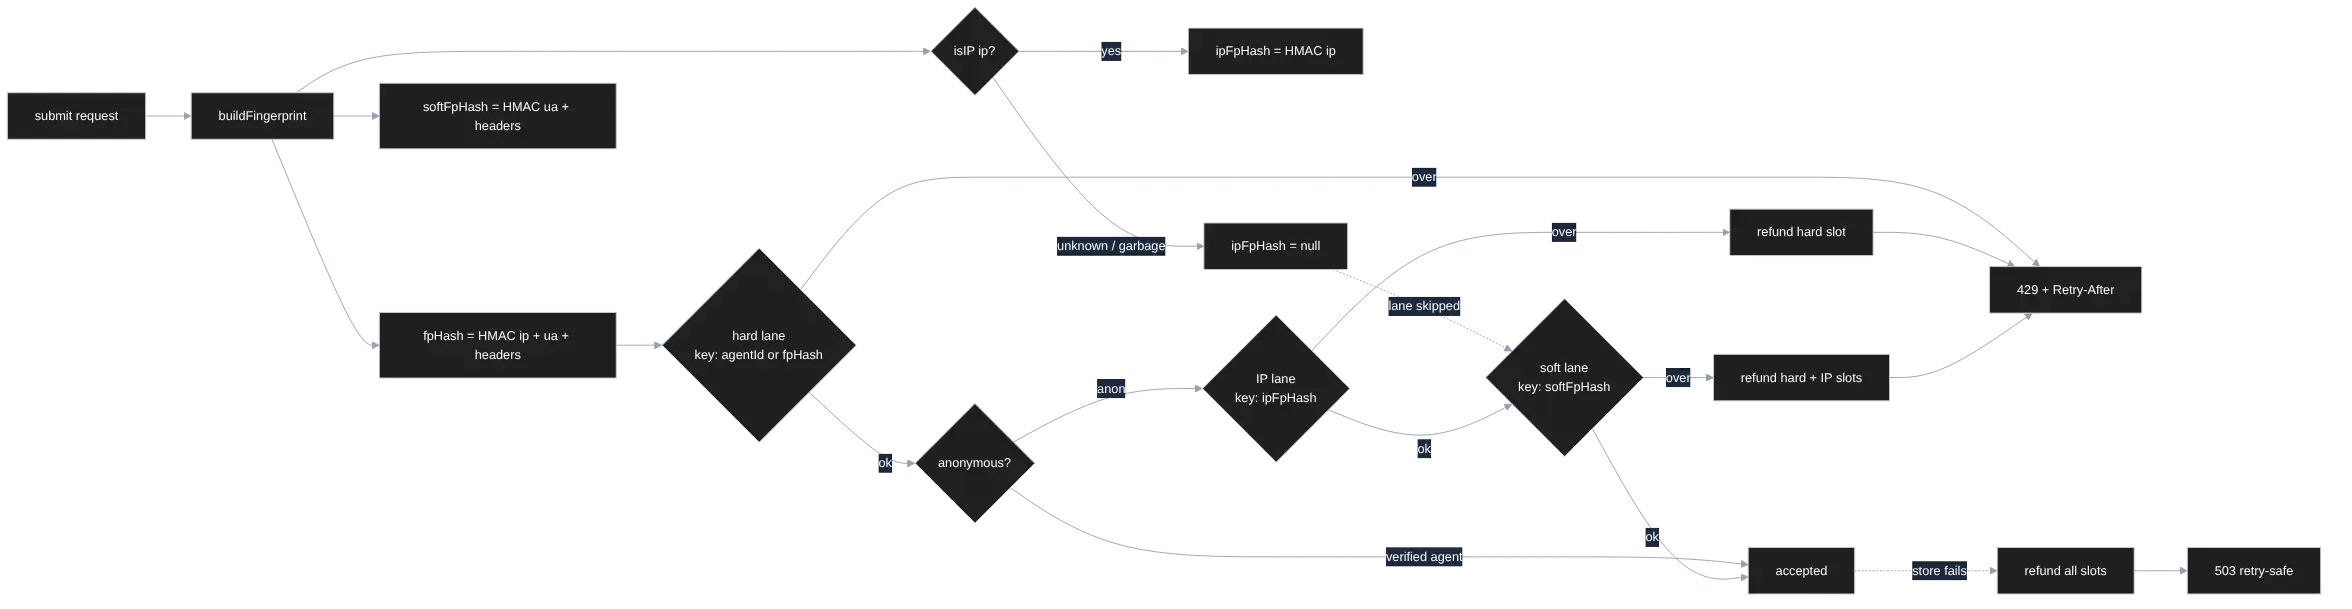 submit request
buildFingerprint
softFpHash = HMAC ua +
headers
fpHash = HMAC ip + ua +
headers
isIP ip?
yes
ipFpHash = HMAC ip
unknown / garbage
ipFpHash = null
lane skipped
hard lane
key: agentId or fpHash
over
ok
anonymous?
anon
verified agent
IP lane
key: ipFpHash
over
ok
soft lane
key: softFpHash
over
ok
refund hard slot
refund hard + IP slots
429 + Retry-After
accepted
store fails
refund all slots
503 retry-safe